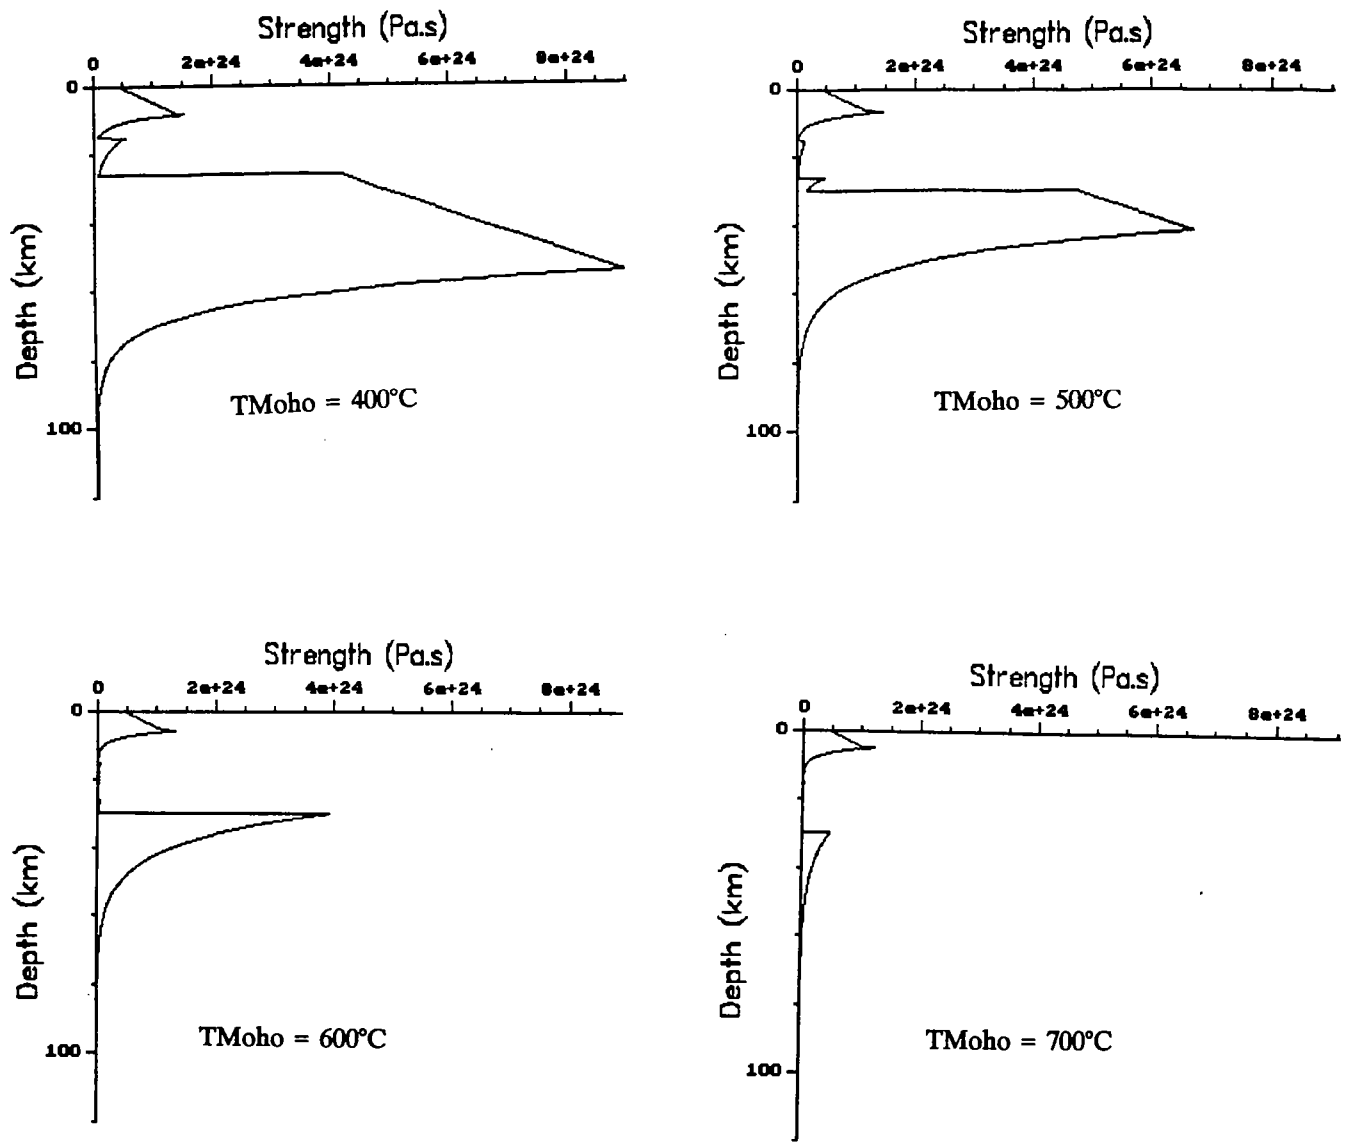 Strength (Pa.s)
0 2e+24 4e+24 6e+24 8e+24
0
Depth (km)
TMoho = 400°C
100
Strength (Pa.s)
0 2e+24 4e+24 6e+24 8e+24
0
Depth (km)
TMoho = 500°C
100
Strength (Pa.s)
0 2e+24 4e+24 6e+24 8e+24
0
Depth (km)
TMoho = 600°C
100
Strength (Pa.s)
0 2e+24 4e+24 6e+24 8e+24
0
Depth (km)
TMoho = 700°C
100